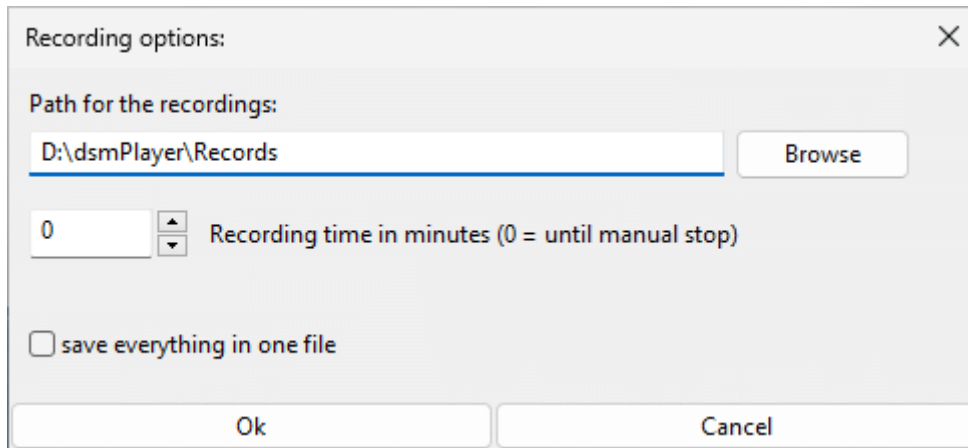 Recording options:
Path for the recordings:
D:\dsmPlayer\Records
Browse
0
Recording time in minutes (0 = until manual stop)
save everything in one file
Ok
Cancel